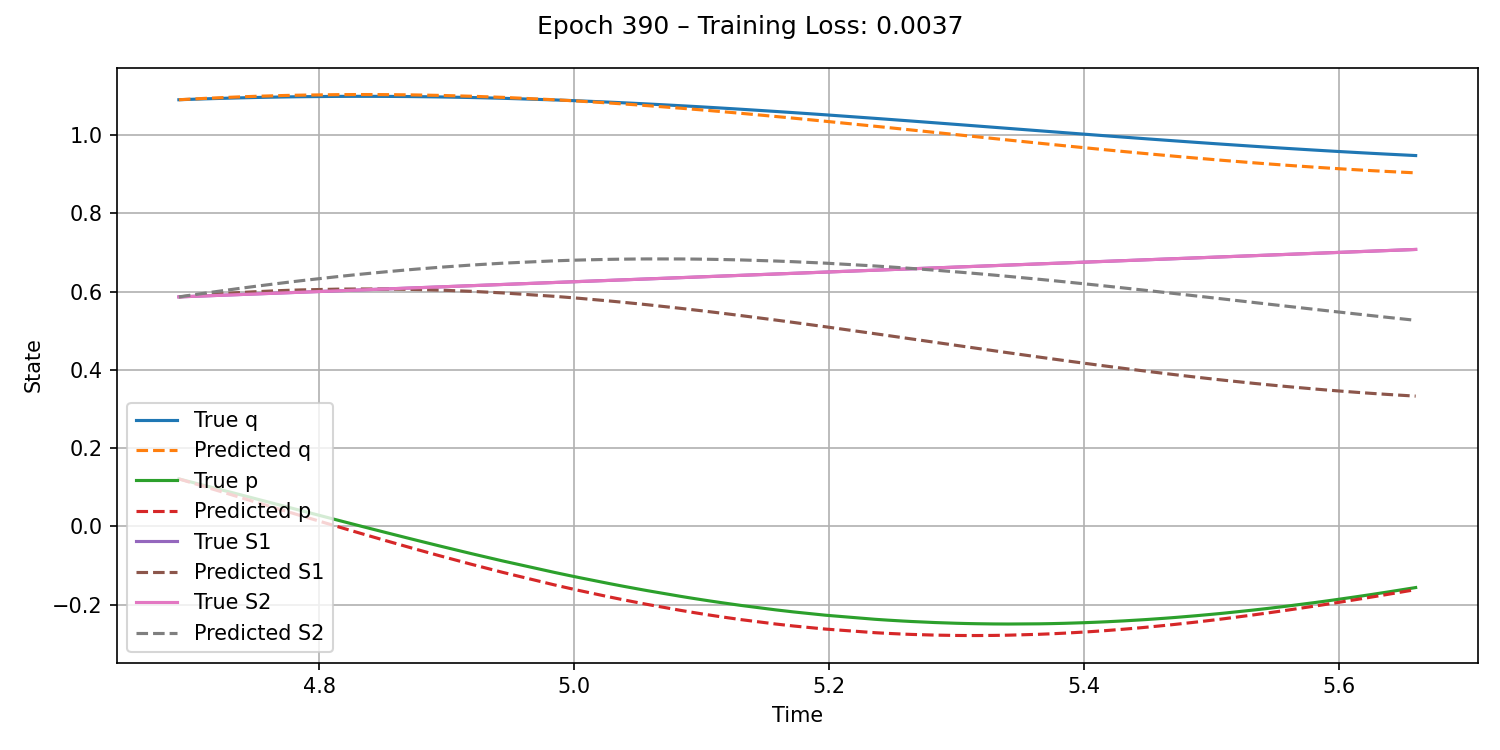 Epoch 390 – Training Loss: 0.0037
1.0
0.8
0.6
0.4
0.2
0.0
−0.2
State
True q
Predicted q
True p
Predicted p
True S1
Predicted S1
True S2
Predicted S2
4.8 5.0 5.2 5.4 5.6
Time